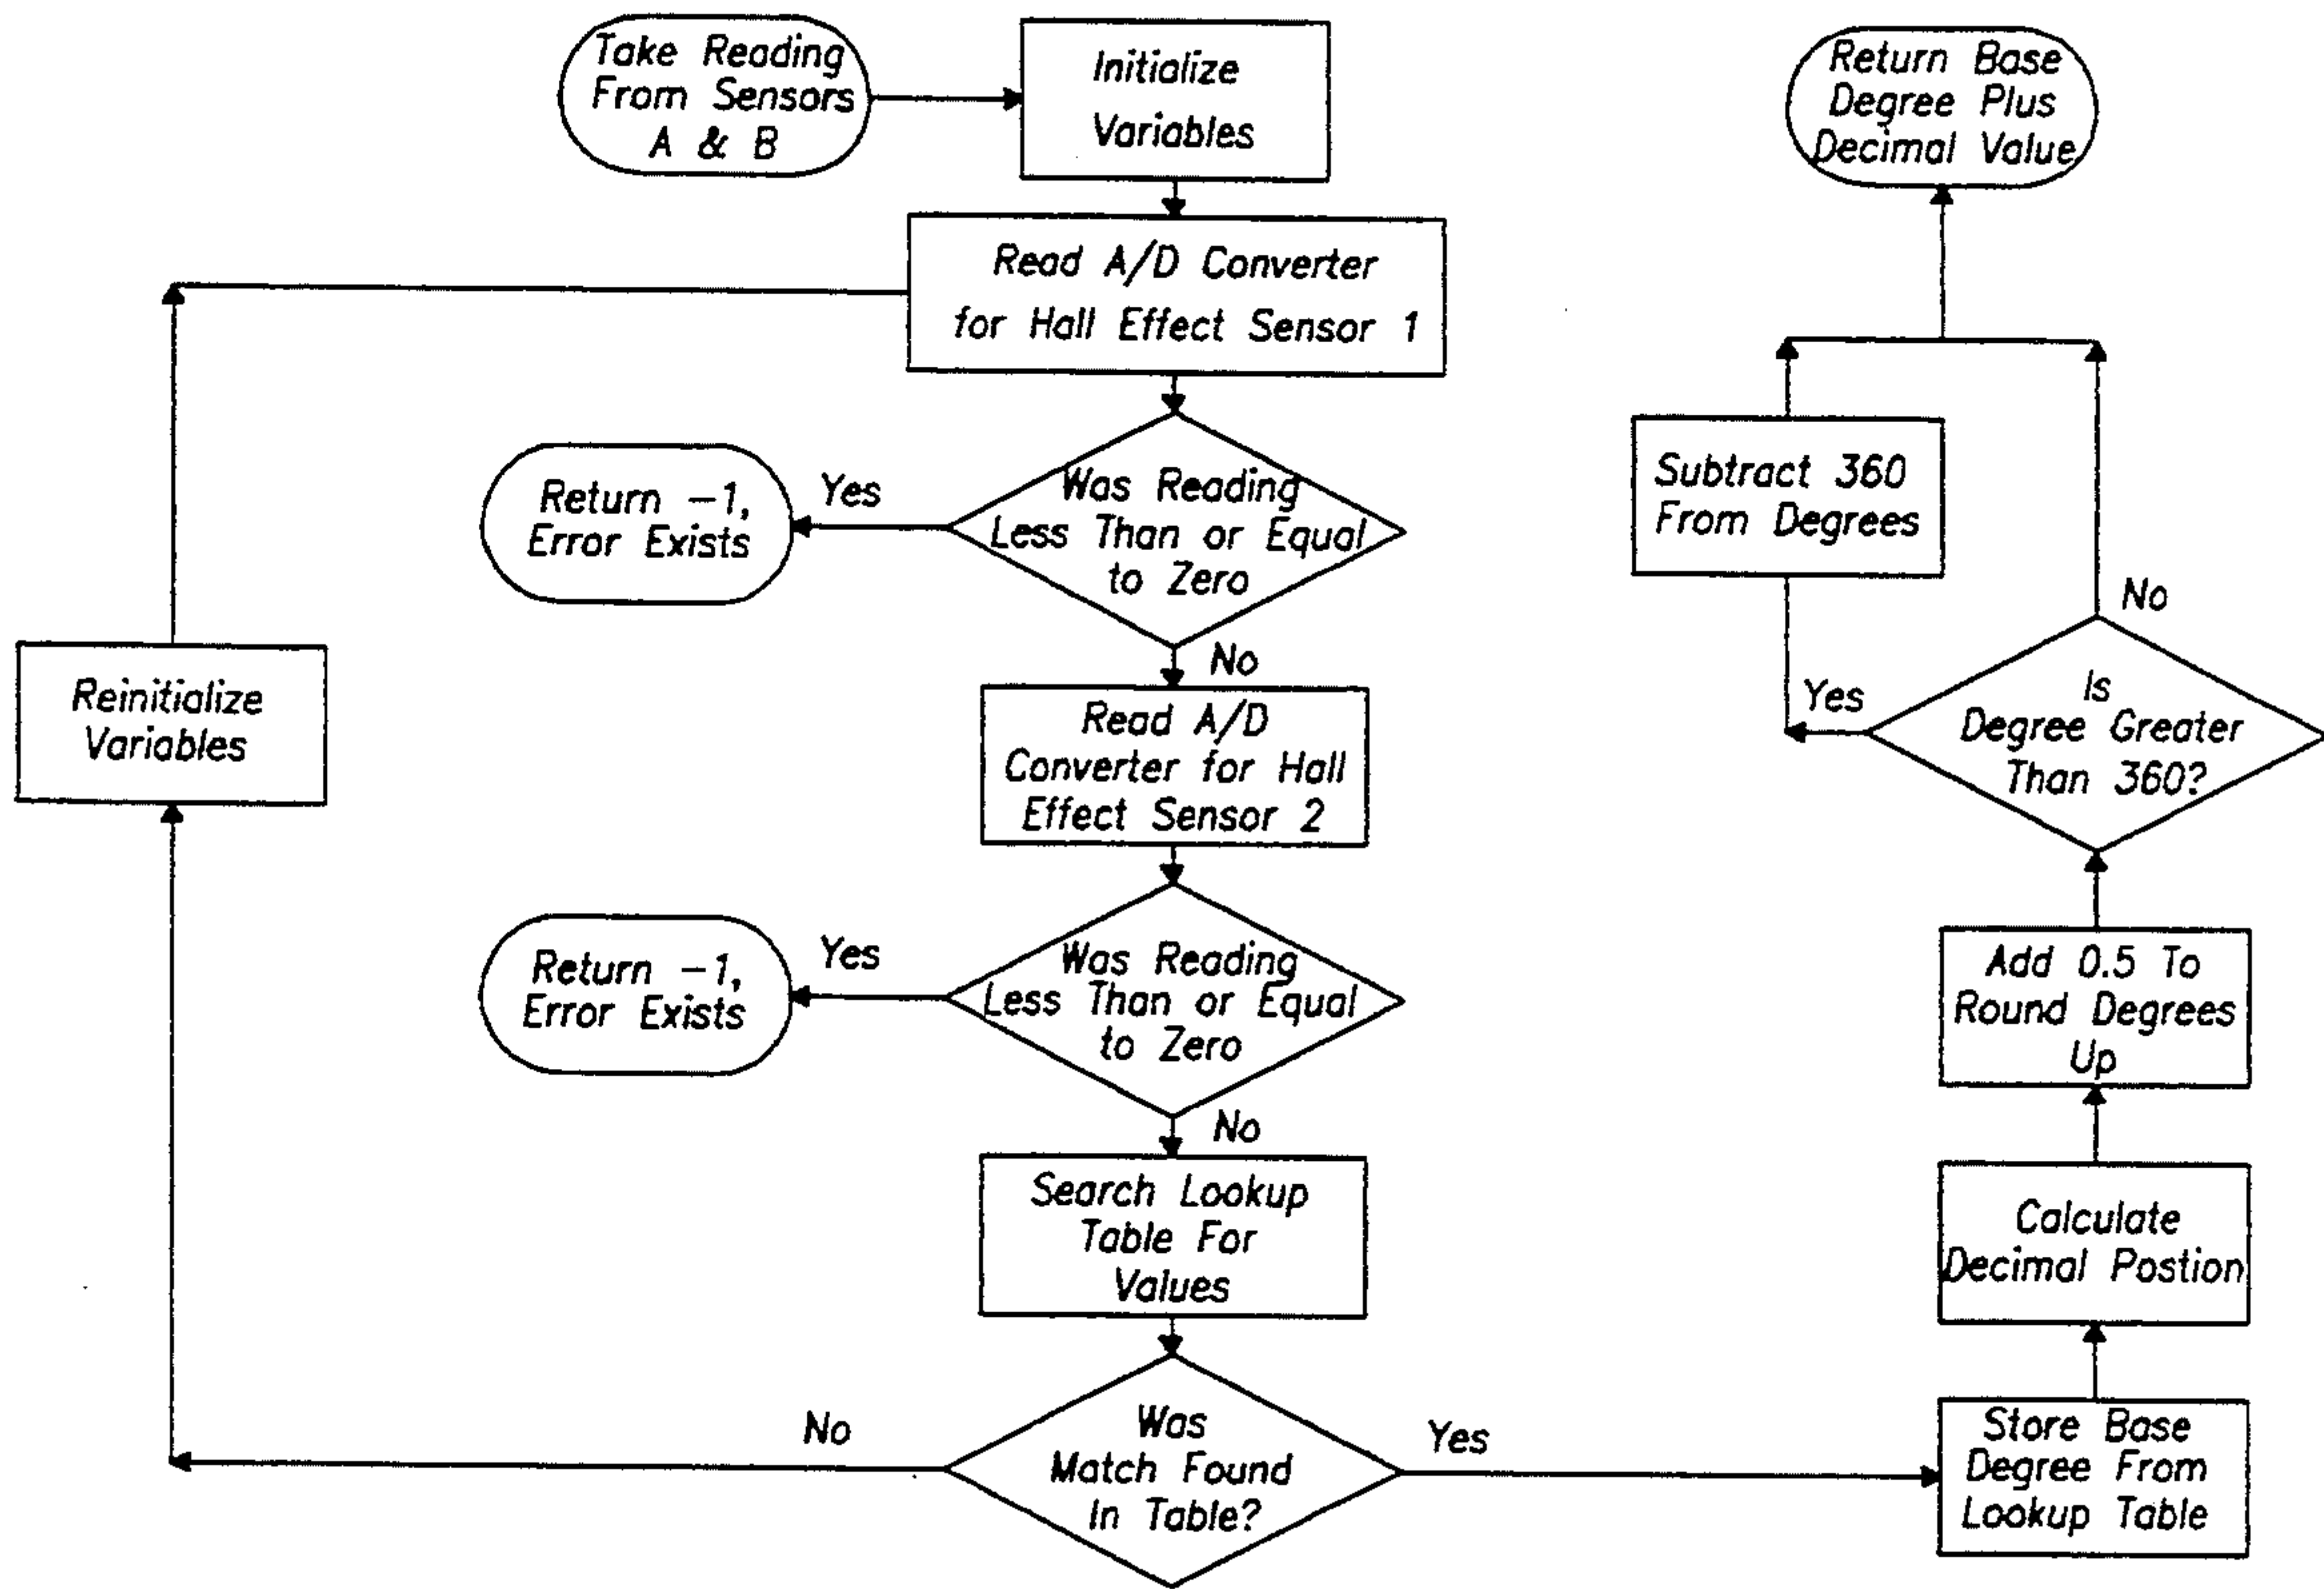 Take Reading
From Sensors
A & B
Initialize
Variables
Read A/D Converter
for Hall Effect Sensor 1
Was Reading
Less Than or Equal
to Zero
Yes
Return -1,
Error Exists
No
Read A/D
Converter for Hall
Effect Sensor 2
Was Reading
Less Than or Equal
to Zero
Yes
Return -1,
Error Exists
No
Search Lookup
Table For
Values
Was
Match Found
In Table?
No
Reinitialize
Variables
Yes
Store Base
Degree From
Lookup Table
Calculate
Decimal Postion
Add 0.5 To
Round Degrees
Up
Is
Degree Greater
Than 360?
Yes
Subtract 360
From Degrees
No
Return Base
Degree Plus
Decimal Value